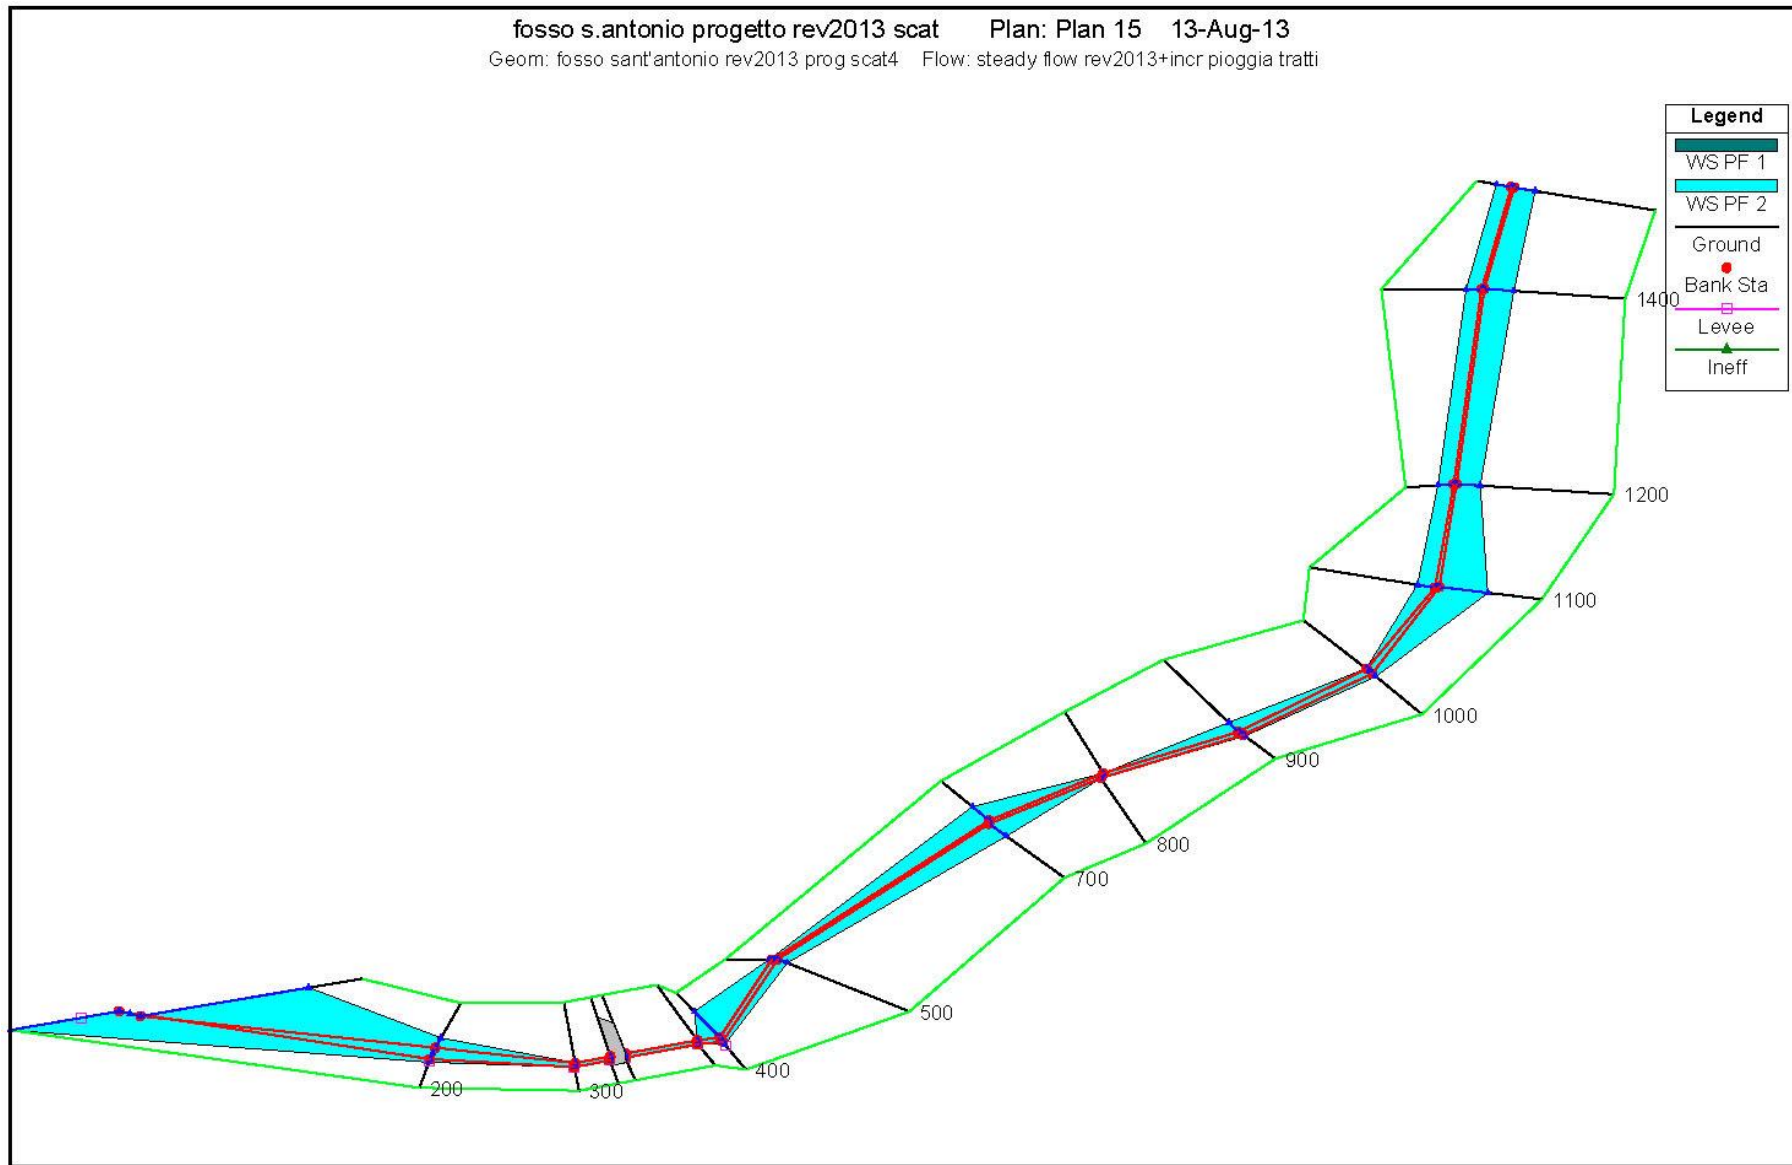 fosso s.antonio progetto rev2013 scat Plan: Plan 15 13-Aug-13
Geom: fosso sant'antonio rev2013 prog scat4 Flow: steady flow rev2013+incr pioggia tratti
Legend
WS PF 1
WS PF 2
Ground
Bank Sta
Levee
Ineff
1400
1200
1100
1000
900
800
700
500
400
300
200